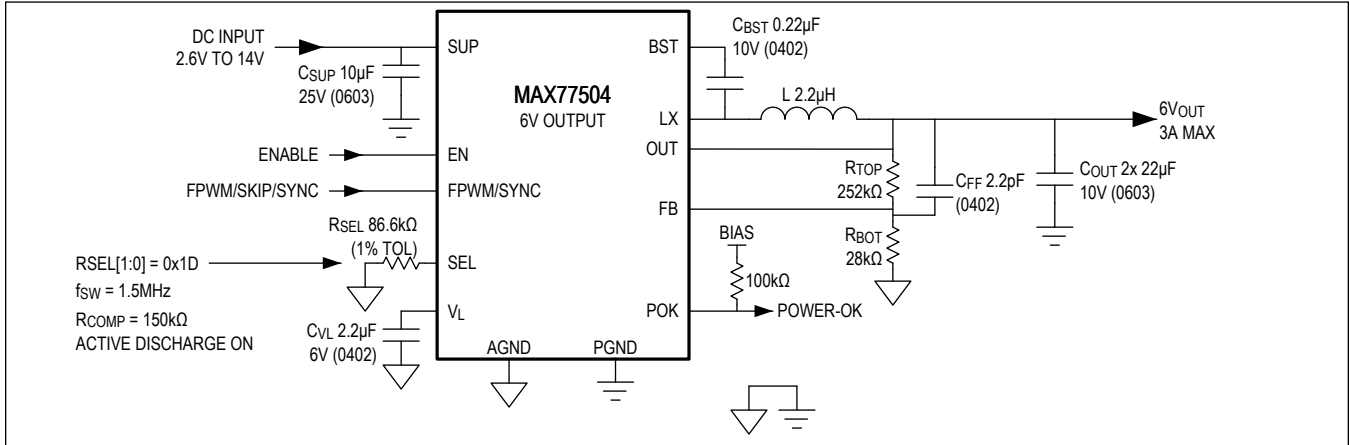 DC INPUT
2.6V TO 14V
CSUP 10µF
25V (0603)
ENABLE
FPWM/SKIP/SYNC
RSEL 86.6kΩ
(1% TOL)
RSEL[1:0] = 0x1D
fSW = 1.5MHz
RCOMP = 150kΩ
ACTIVE DISCHARGE ON
CVL 2.2µF
6V (0402)
SUP
EN
FPWM/SYNC
SEL
VL
MAX77504
6V OUTPUT
AGND
PGND
BST
LX
OUT
FB
POK
CBST 0.22µF
10V (0402)
L 2.2µH
6VOUT
3A MAX
RTOP
252kΩ
CFF 2.2pF
(0402)
COUT 2x 22µF
10V (0603)
RBOT
28kΩ
BIAS
100kΩ
POWER-OK